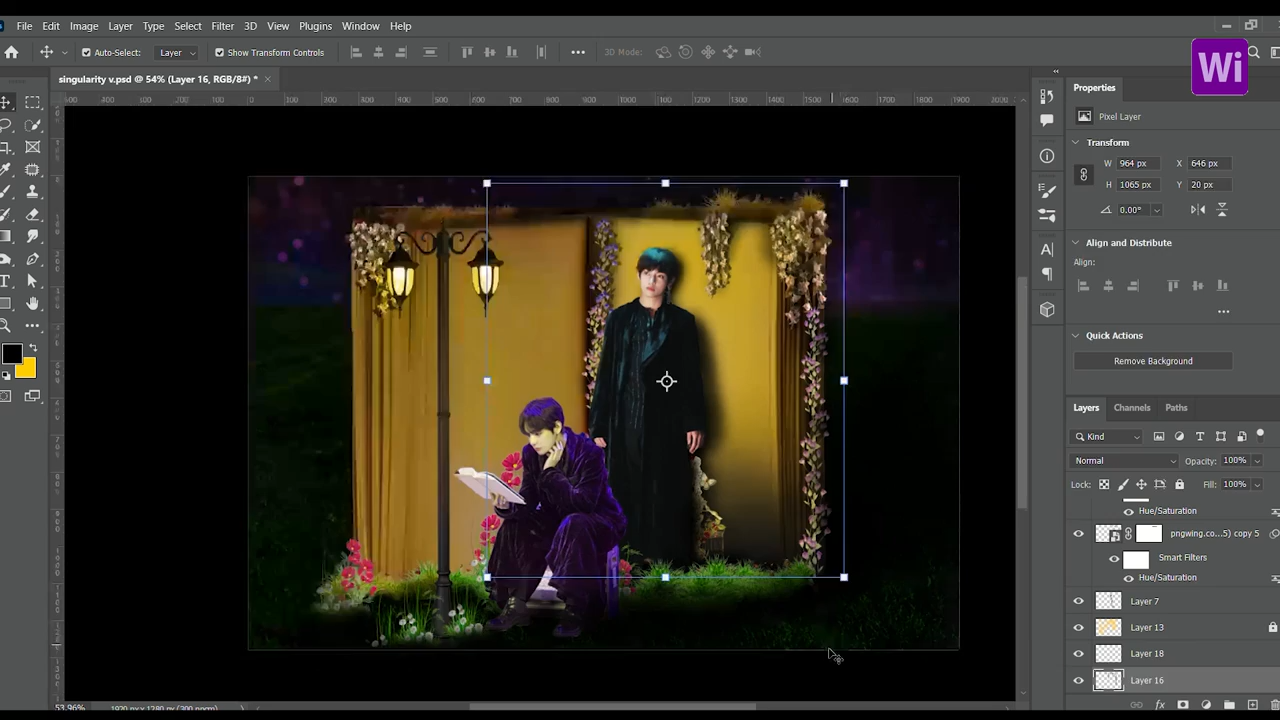 File Edit Image Layer Type Select Filter 3D View Plugins Window Help
Auto-Select: Layer Show Transform Controls 3D Mode:
Wi
singularity v.psd @ 54% (Layer 16, RGB/8#) *
Properties
Pixel Layer
Transform
W 964 px X 646 px
H 1065 px Y 20 px
0.00°
Align and Distribute
Align:
Quick Actions
Remove Background
Layers Channels Paths
Kind
Normal Opacity: 100%
Lock: Fill: 100%
Hue/Saturation
pngwing.co...5) copy 5
Smart Filters
Hue/Saturation
Layer 7
Layer 13
Layer 18
Layer 16
53.96%